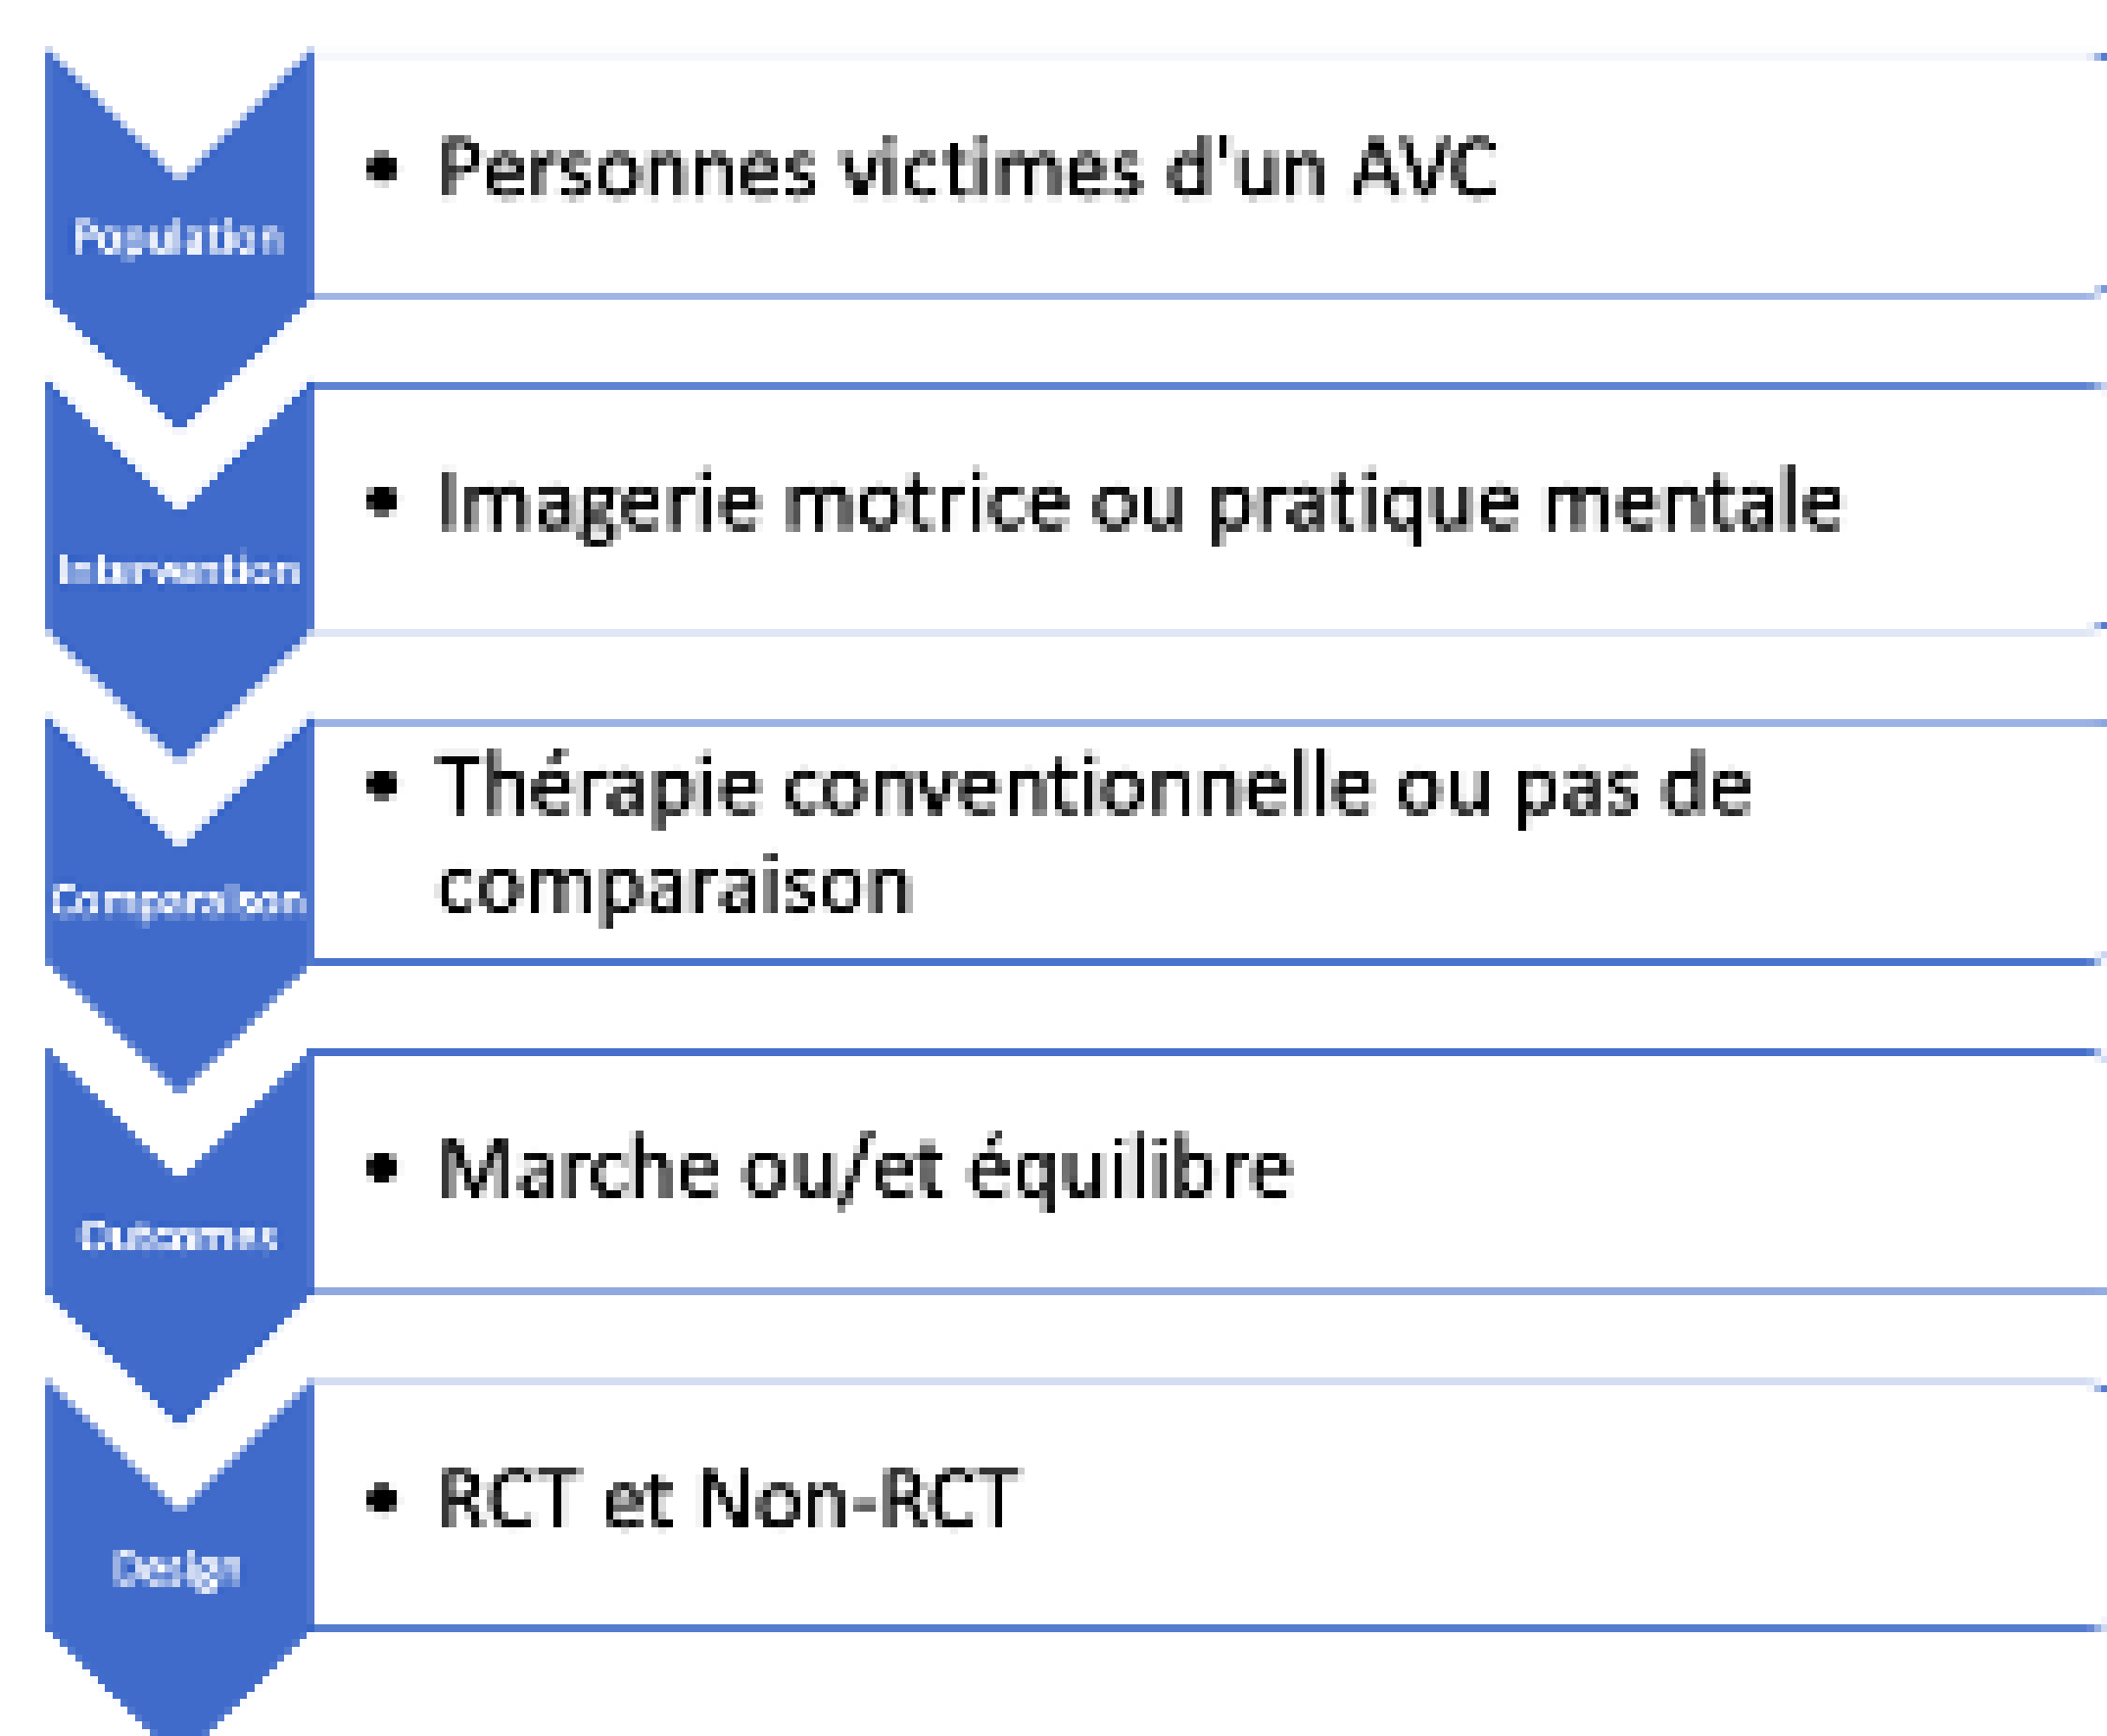 Population
• Personnes victimes d'un AVC
Intervention
• Imagerie motrice ou pratique mentale
Comparaison
• Thérapie conventionnelle ou pas de
comparaison
Outcomes
• Marche ou/et équilibre
Design
• RCT et Non-RCT